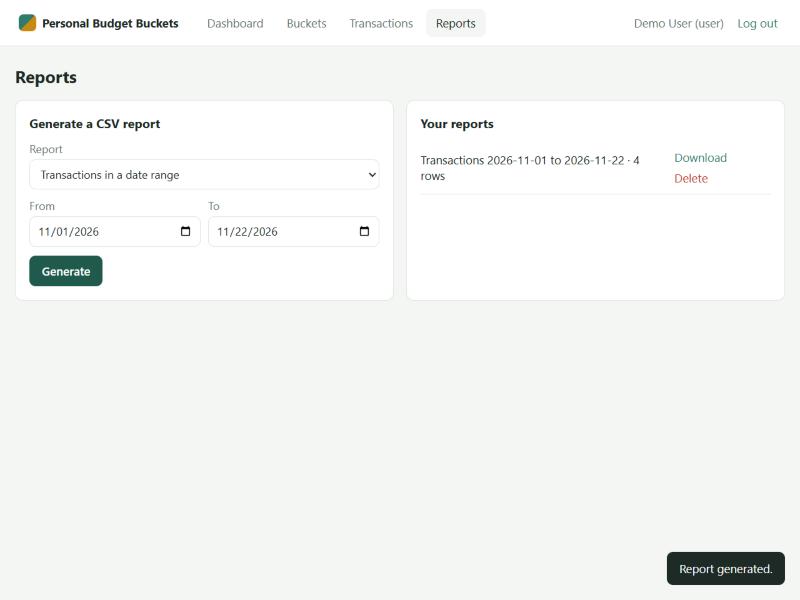 Personal Budget Buckets Dashboard Buckets Transactions Reports Demo User (user) Log out
Reports
Generate a CSV report
Report
Transactions in a date range
From To
11/01/2026 11/22/2026
Generate
Your reports
Transactions 2026-11-01 to 2026-11-22 · 4
rows
Download
Delete
Report generated.